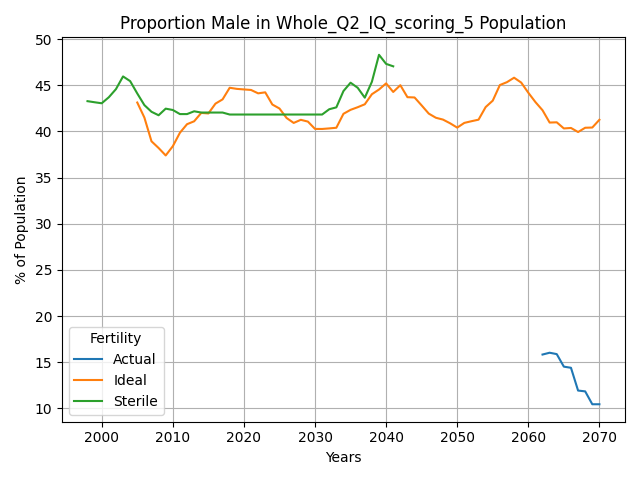 Proportion Male in Whole_Q2_IQ_scoring_5 Population
% of Population
50
45
40
35
30
25
20
15
10
Fertility
Actual
Ideal
Sterile
2000 2010 2020 2030 2040 2050 2060 2070
Years